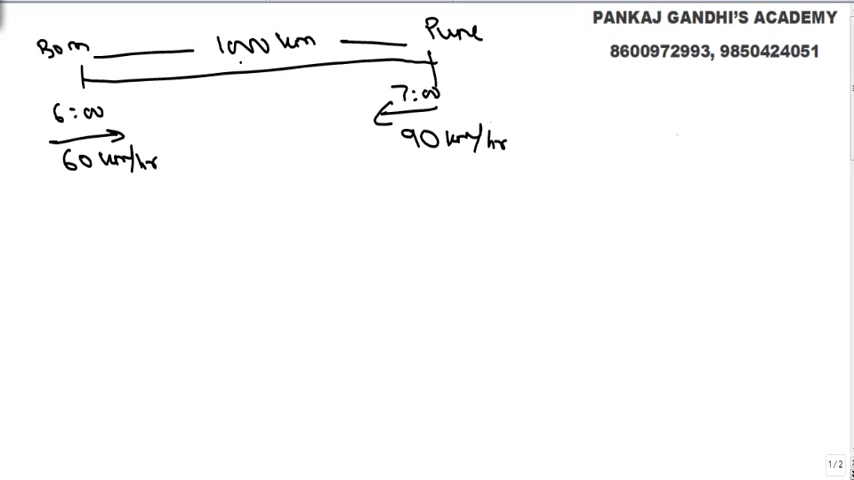 PANKAJ GANDHI'S ACADEMY
8600972993, 9850424051
Bom 1000 km Pune
6:00 7:00
60 km/hr 90 km/hr
1/2